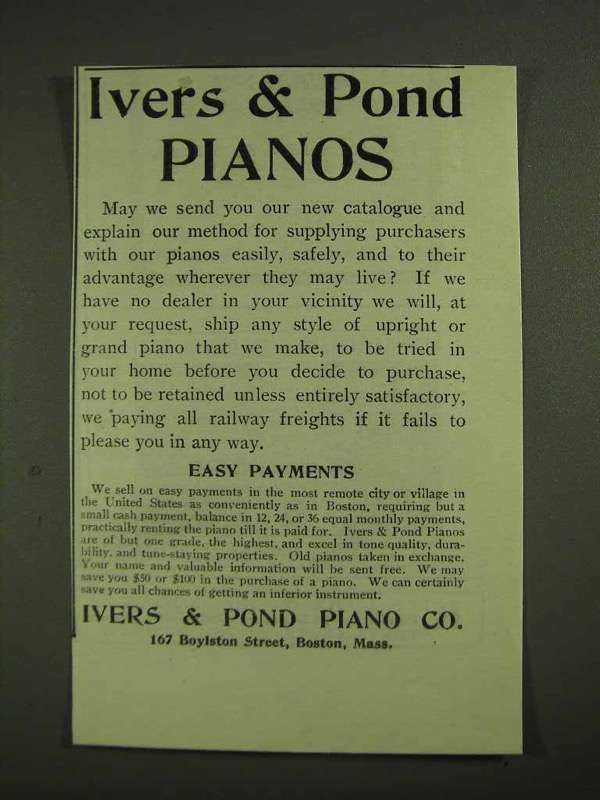 Ivers & Pond
PIANOS
May we send you our new catalogue and
explain our method for supplying purchasers
with our pianos easily, safely, and to their
advantage wherever they may live? If we
have no dealer in your vicinity we will, at
your request, ship any style of upright or
grand piano that we make, to be tried in
your home before you decide to purchase,
not to be retained unless entirely satisfactory,
we paying all railway freights if it fails to
please you in any way.
EASY PAYMENTS
We sell on easy payments in the most remote city or village in
the United States as conveniently as in Boston, requiring but a
small cash payment, balance in 12, 24, or 36 equal monthly payments,
practically renting the piano till it is paid for. Ivers & Pond Pianos
are of but one grade, the highest, and excel in tone quality, dura-
bility, and tune-staying properties. Old pianos taken in exchange.
Your name and valuable information will be sent free. We may
save you $50 or $100 in the purchase of a piano. We can certainly
save you all chances of getting an inferior instrument.
IVERS & POND PIANO CO.
167 Boylston Street, Boston, Mass.